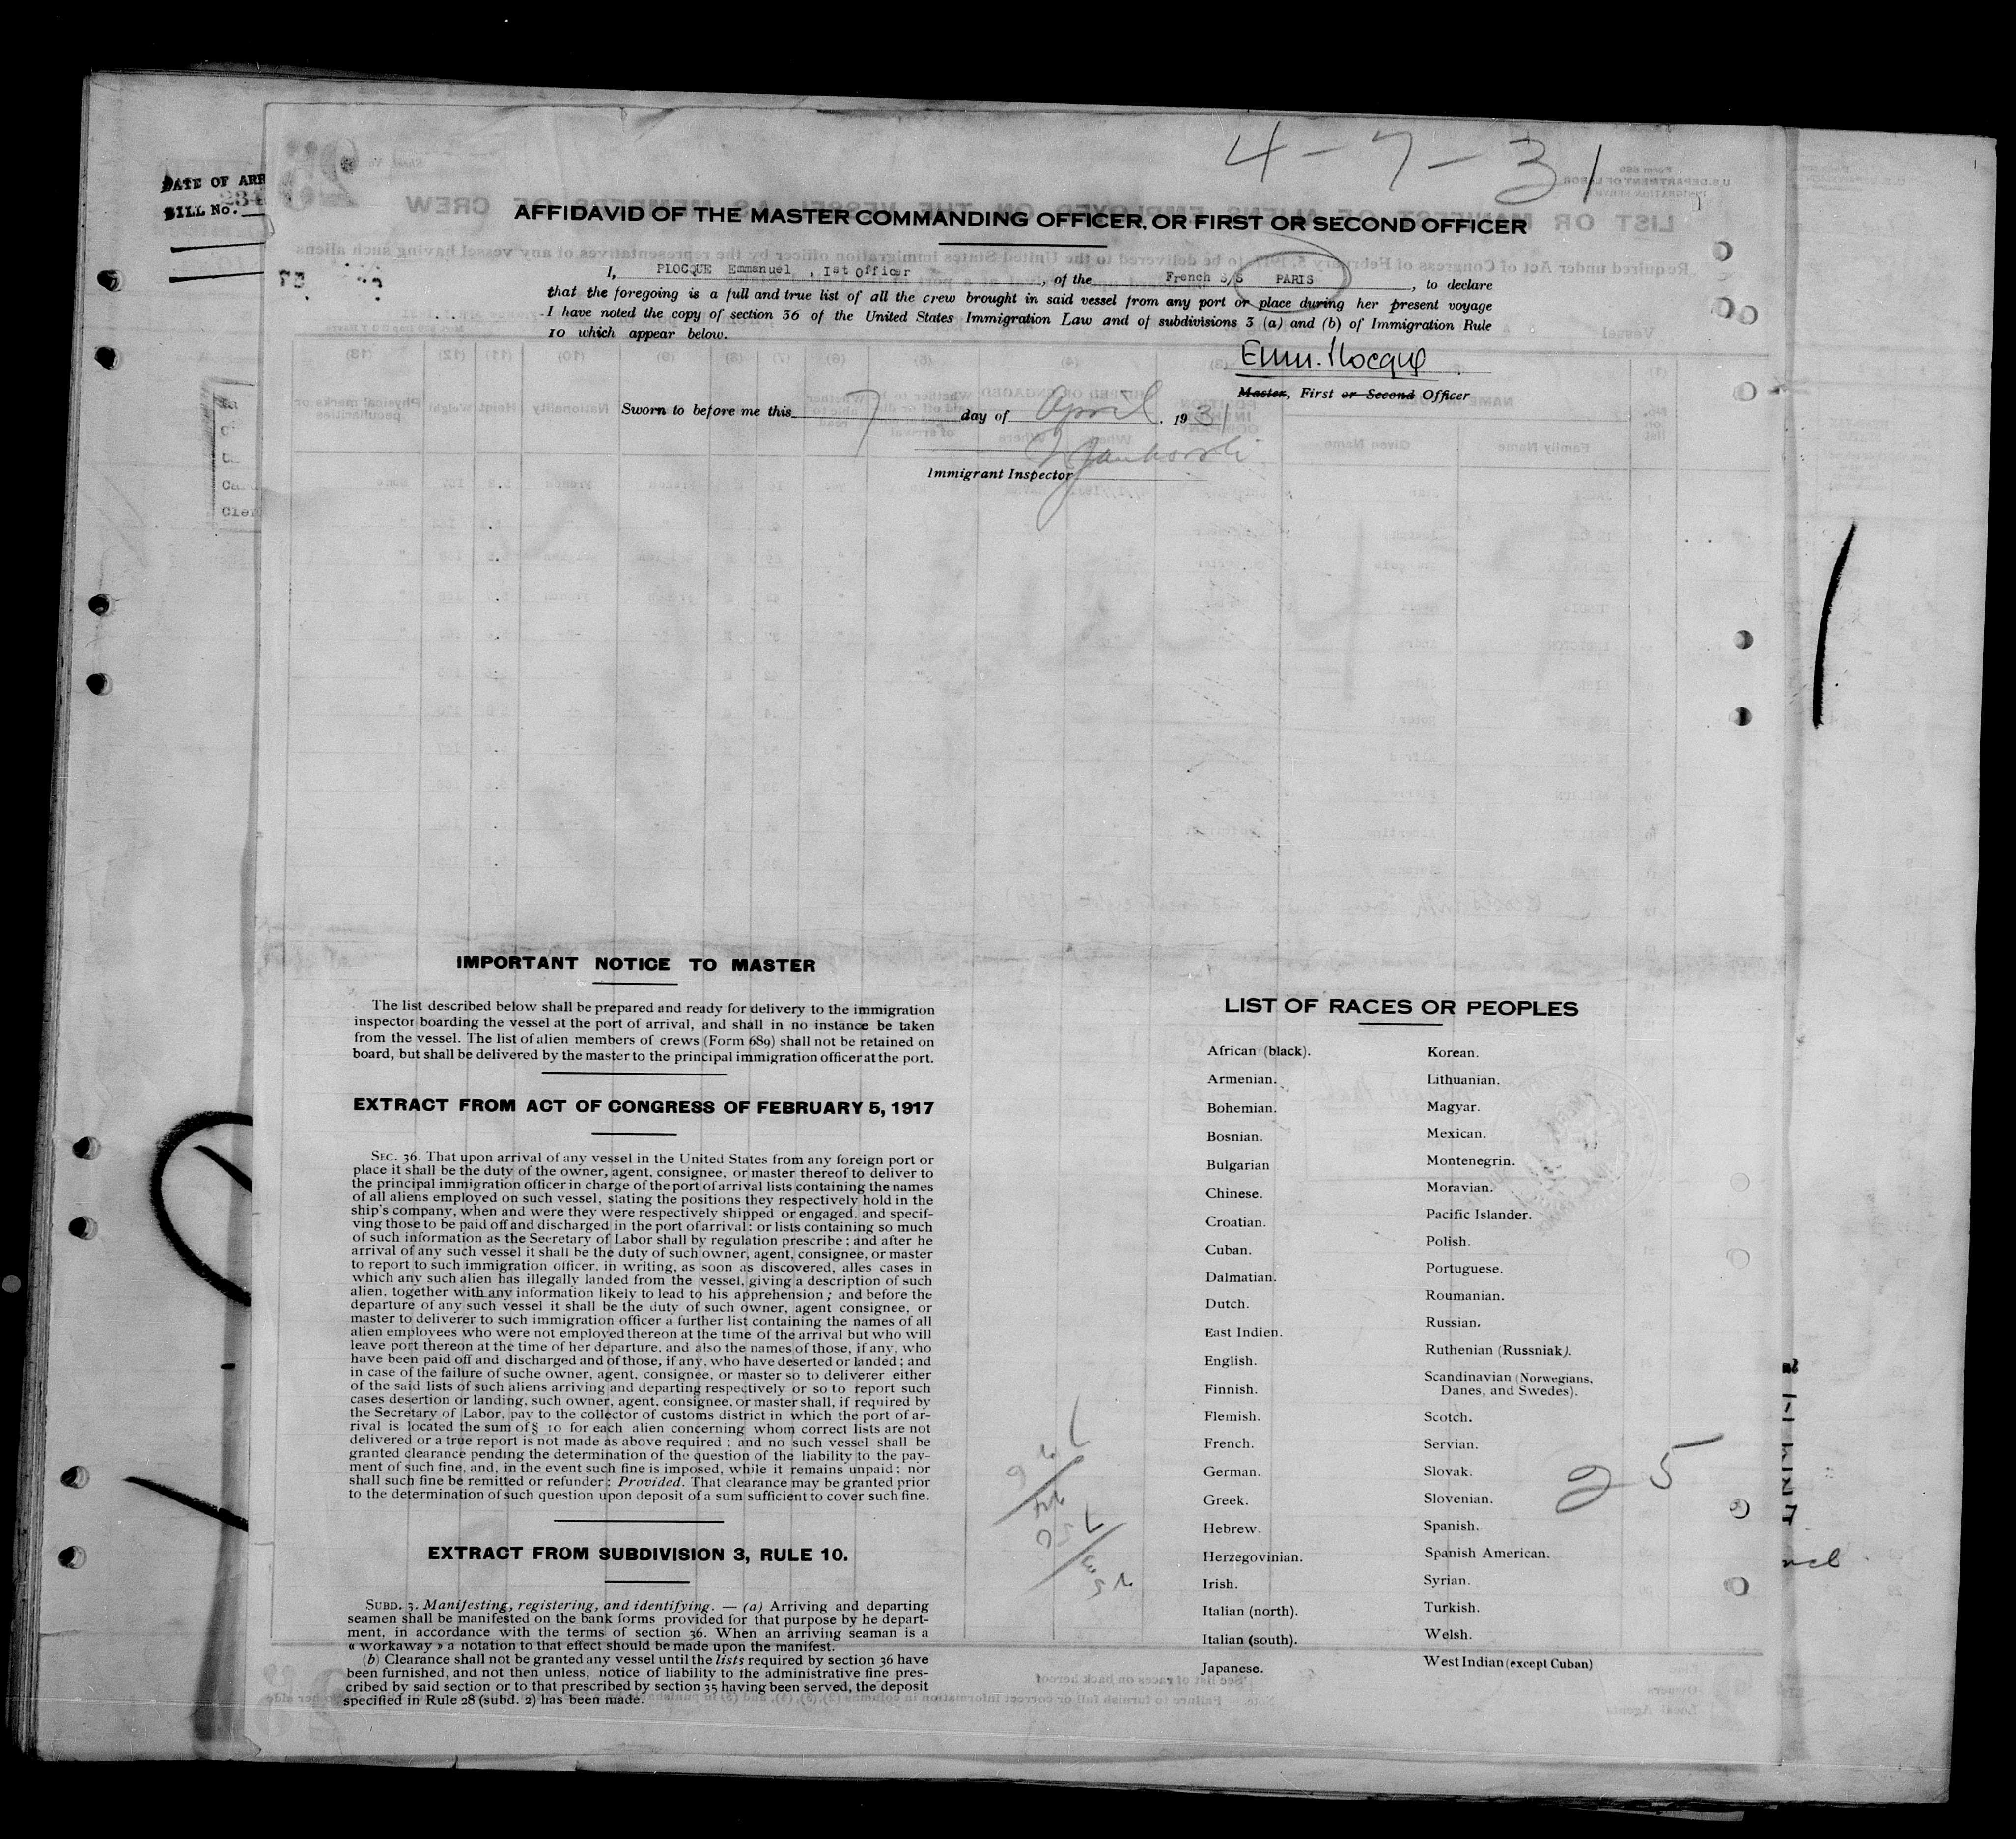 4-7-31
DATE OF ARR
BILL No.
AFFIDAVID OF THE MASTER COMMANDING OFFICER, OR FIRST OR SECOND OFFICER
I, PLOCQUE Emmanuel , Ist Officer , of the French S/S PARIS , to declare
that the foregoing is a full and true list of all the crew brought in said vessel from any port or place during her present voyage
I have noted the copy of section 36 of the United States Immigration Law and of subdivisions 3 (a) and (b) of Immigration Rule
10 which appear below.
Emm. Plocque
Master, First or Second Officer
Sworn to before me this 7 day of April, 1931
Immigrant Inspector
IMPORTANT NOTICE TO MASTER
The list described below shall be prepared and ready for delivery to the immigration
inspector boarding the vessel at the port of arrival, and shall in no instance be taken
from the vessel. The list of alien members of crews (Form 689) shall not be retained on
board, but shall be delivered by the master to the principal immigration officer at the port.
EXTRACT FROM ACT OF CONGRESS OF FEBRUARY 5, 1917
SEC. 36. That upon arrival of any vessel in the United States from any foreign port or
place it shall be the duty of the owner, agent, consignee, or master thereof to deliver to
the principal immigration officer in charge of the port of arrival lists containing the names
of all aliens employed on such vessel, stating the positions they respectively hold in the
ship's company, when and were they were respectively shipped or engaged, and specif-
ving those to be paid off and discharged in the port of arrival: or lists containing so much
of such information as the Secretary of Labor shall by regulation prescribe; and after he
arrival of any such vessel it shall be the duty of such owner, agent, consignee, or master
to report to such immigration officer, in writing, as soon as discovered, alles cases in
which any such alien has illegally landed from the vessel, giving a description of such
alien, together with any information likely to lead to his apprehension; and before the
departure of any such vessel it shall be the duty of such owner, agent consignee, or
master to deliverer to such immigration officer a further list containing the names of all
alien employees who were not employed thereon at the time of the arrival but who will
leave port thereon at the time of her departure, and also the names of those, if any, who
have been paid off and discharged and of those, if any, who have deserted or landed; and
in case of the failure of suche owner, agent, consignee, or master so to deliverer either
of the said lists of such aliens arriving and departing respectively or so to report such
cases desertion or landing, such owner, agent, consignee, or master shall, if required by
the Secretary of Labor, pay to the collector of customs district in which the port of ar-
rival is located the sum of § 10 for each alien concerning whom correct lists are not
delivered or a true report is not made as above required; and no such vessel shall be
granted clearance pending the determination of the question of the liability to the pay-
ment of such fine, and, in the event such fine is imposed, while it remains unpaid; nor
shall such fine be remitted or refunder: Provided. That clearance may be granted prior
to the determination of such question upon deposit of a sum sufficient to cover such fine.
EXTRACT FROM SUBDIVISION 3, RULE 10.
SUBD. 3. Manifesting, registering, and identifying. — (a) Arriving and departing
seamen shall be manifested on the bank forms provided for that purpose by he depart-
ment, in accordance with the terms of section 36. When an arriving seaman is a
« workaway » a notation to that effect should be made upon the manifest.
(b) Clearance shall not be granted any vessel until the lists required by section 36 have
been furnished, and not then unless, notice of liability to the administrative fine pres-
cribed by said section or to that prescribed by section 35 having been served, the deposit
specified in Rule 28 (subd. 2) has been made.
LIST OF RACES OR PEOPLES
African (black).
Armenian.
Bohemian.
Bosnian.
Bulgarian
Chinese.
Croatian.
Cuban.
Dalmatian.
Dutch.
East Indien.
English.
Finnish.
Flemish.
French.
German.
Greek.
Hebrew.
Herzegovinian.
Irish.
Italian (north).
Italian (south).
Japanese.
Korean.
Lithuanian.
Magyar.
Mexican.
Montenegrin.
Moravian.
Pacific Islander.
Polish.
Portuguese.
Roumanian.
Russian.
Ruthenian (Russniak).
Scandinavian (Norwegians,
Danes, and Swedes).
Scotch.
Servian.
Slovak.
Slovenian.
Spanish.
Spanish American.
Syrian.
Turkish.
Welsh.
West Indian (except Cuban)
25